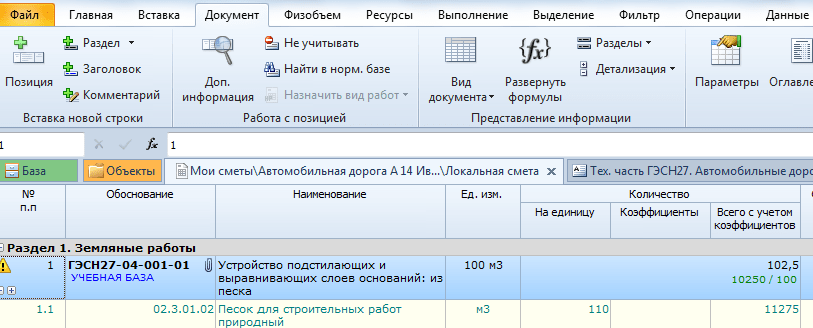 Файл Главная Вставка Документ Физобъем Ресурсы Выполнение Выделение Фильтр Операции Данные
Позиция
Раздел
Заголовок
Комментарий
Вставка новой строки
Доп. информация
Не учитывать
Найти в норм. базе
Назначить вид работ
Работа с позицией
Вид документа
Развернуть формулы
Разделы
Детализация
Представление информации
Параметры
Оглавле
1 fx 1
База Объекты Мои сметы\Автомобильная дорога А 14 Ив...\Локальная смета Тех. часть ГЭСН27. Автомобильные доро
№ п.п Обоснование Наименование Ед. изм. Количество
На единицу Коэффициенты Всего с учетом коэффициентов
Раздел 1. Земляные работы
1 ГЭСН27-04-001-01 Устройство подстилающих и 100 м3 102,5
УЧЕБНАЯ БАЗА выравнивающих слоев оснований: из 10250 / 100
песка
1.1 02.3.01.02 Песок для строительных работ м3 110 11275
природный